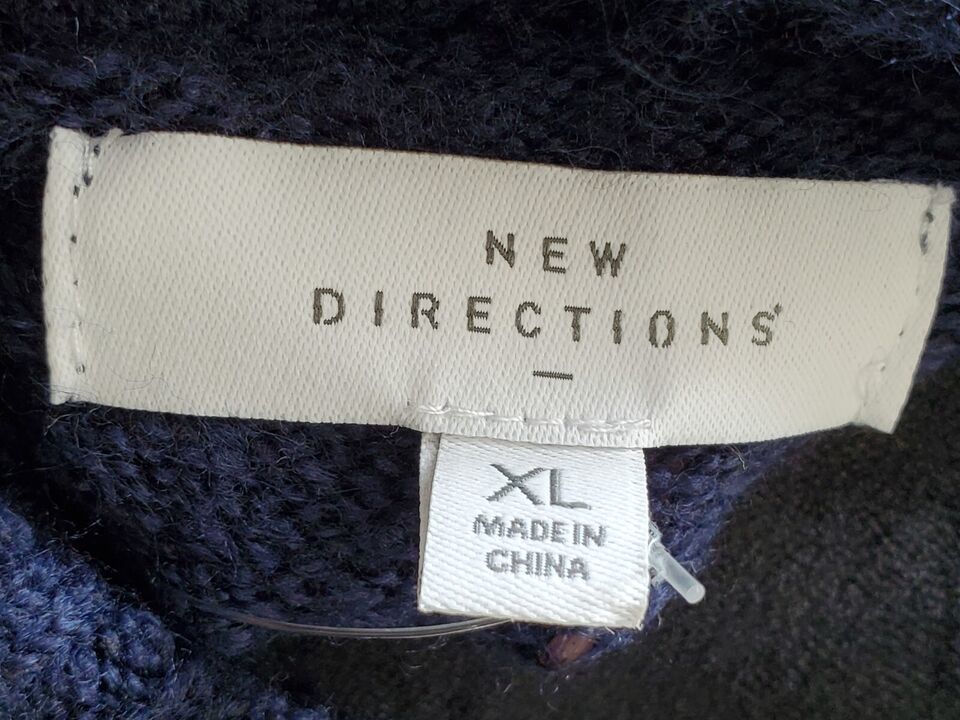 NEW
DIRECTIONS
XL
MADE IN
CHINA